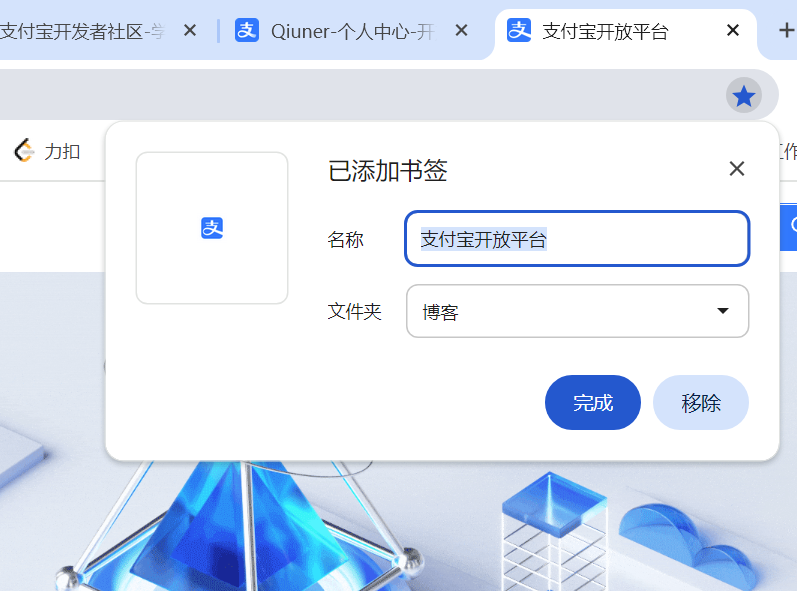 支付宝开发者社区-学
Qiuner-个人中心-开
支付宝开放平台
力扣
工作
已添加书签
名称
支付宝开放平台
文件夹
博客
完成
移除